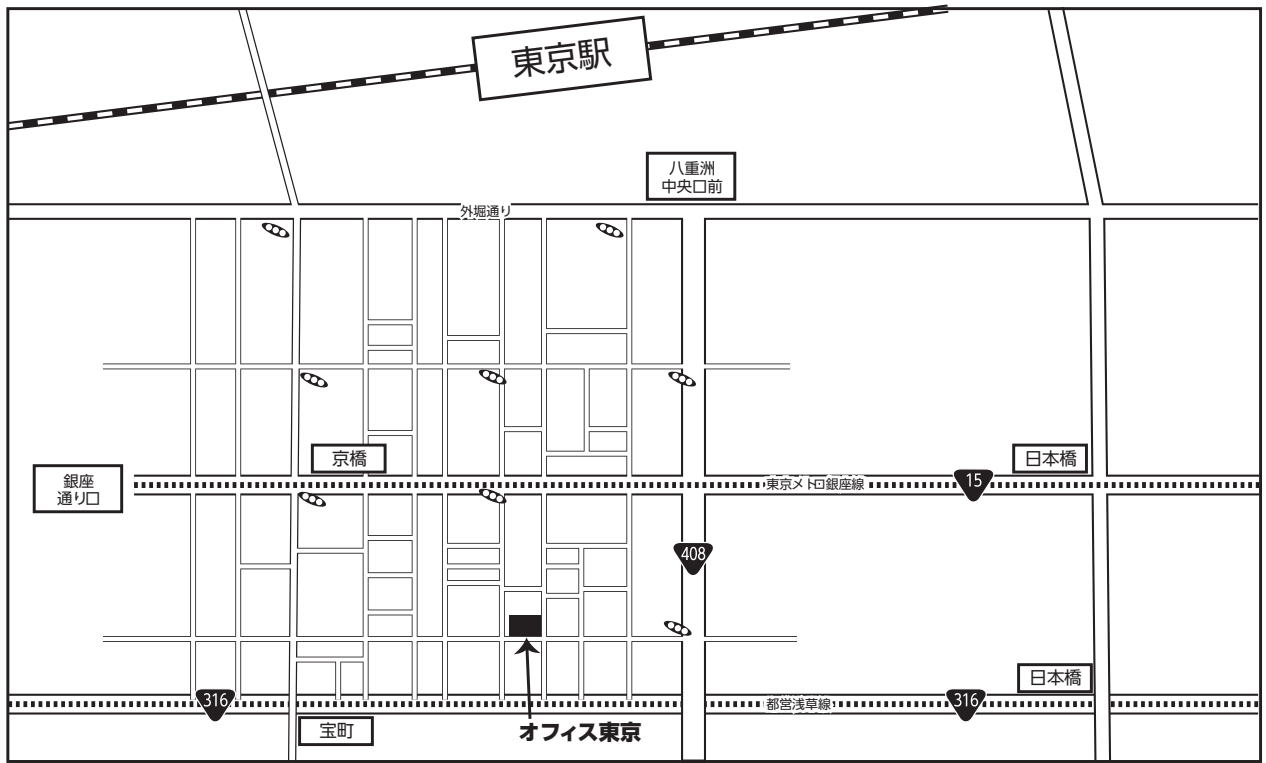 東京駅
八重洲
中央口前
外堀通り
京橋
日本橋
銀座
通り口
東京メトロ銀座線
15
408
日本橋
316
都営浅草線
316
宝町
オフィス東京